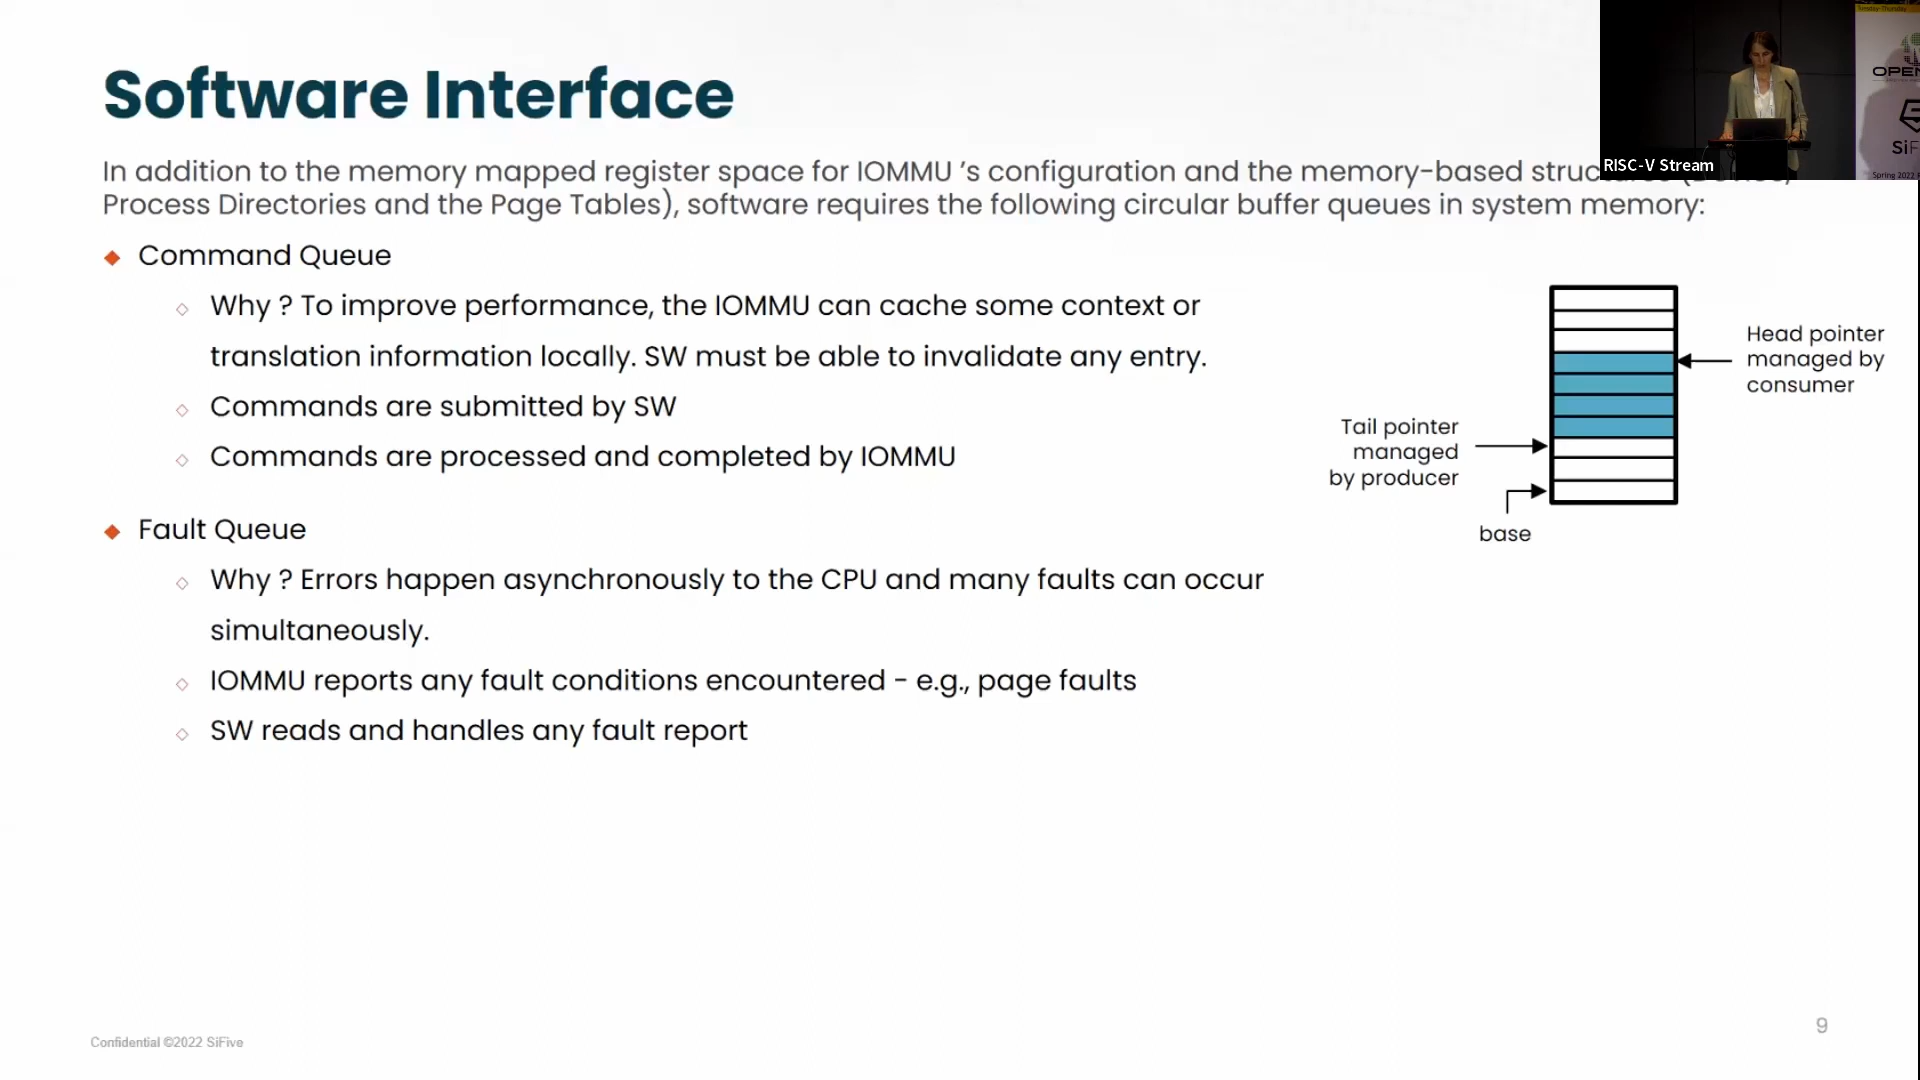 Software Interface
In addition to the memory mapped register space for IOMMU ’s configuration and the memory-based
Process Directories and the Page Tables), software requires the following circular buffer queues in system memory:
Command Queue
Why ? To improve performance, the IOMMU can cache some context or
translation information locally. SW must be able to invalidate any entry.
Commands are submitted by SW
Commands are processed and completed by IOMMU
Fault Queue
Why ? Errors happen asynchronously to the CPU and many faults can occur
simultaneously.
IOMMU reports any fault conditions encountered - e.g., page faults
SW reads and handles any fault report
Head pointer
managed by
consumer
Tail pointer
managed
by producer
base
RISC-V Stream
Tuesday-Thursday
OPEN
SiF
Spring 2022
Confidential ©2022 SiFive
9